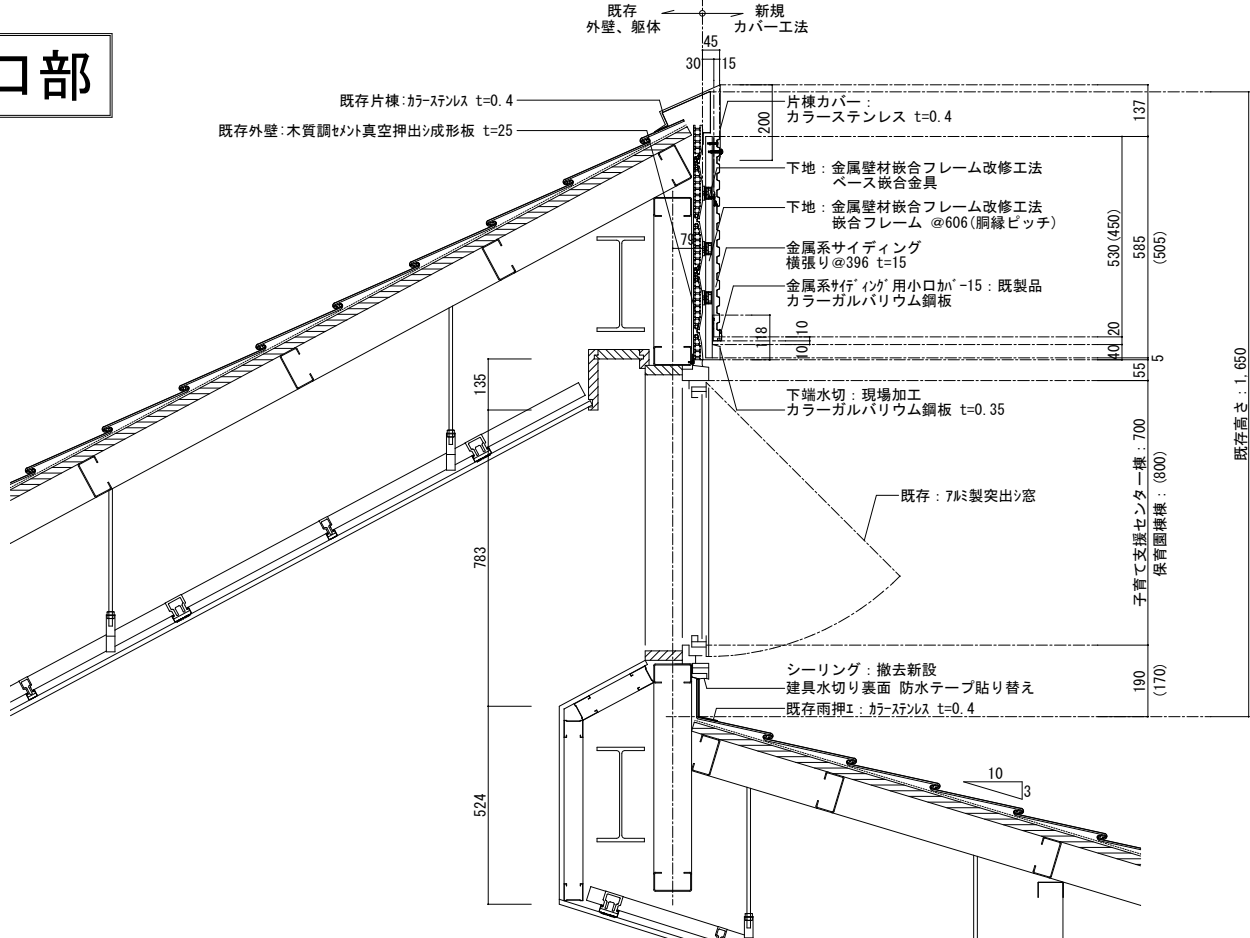 口部
既存
外壁、躯体
新規
カバー工法
45
30
15
既存片棟:カラーステンレス t=0.4
既存外壁:木質調セメント真空押出シ成形板 t=25
200
片棟カバー：
カラーステンレス t=0.4
下地：金属壁材嵌合フレーム改修工法
ベース嵌合金具
下地：金属壁材嵌合フレーム改修工法
嵌合フレーム @606(胴縁ピッチ)
79
金属系サイディング
横張り@396 t=15
金属系サイディング用小口カバー15：既製品
カラーガルバリウム鋼板
118
10
10
下端水切：現場加工
カラーガルバリウム鋼板 t=0.35
137
530(450)
585
(505)
20
40
5
55
既存高さ：1,650
子育て支援センター棟：700
保育園棟棟：(800)
190
(170)
135
783
524
既存：アルミ製突出シ窓
シーリング：撤去新設
建具水切り裏面 防水テープ貼り替え
既存雨押エ：カラーステンレス t=0.4
10
3